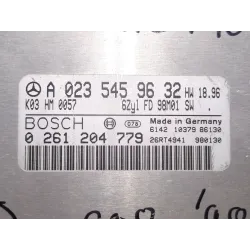 A 023 545 96 32 HW 18.96
K03 HM 0057 6Zyl FD 98M01 SW .
BOSCH 078 Made in Germany
6142 10379 86130
0 261 204 779 26RT4941 980130